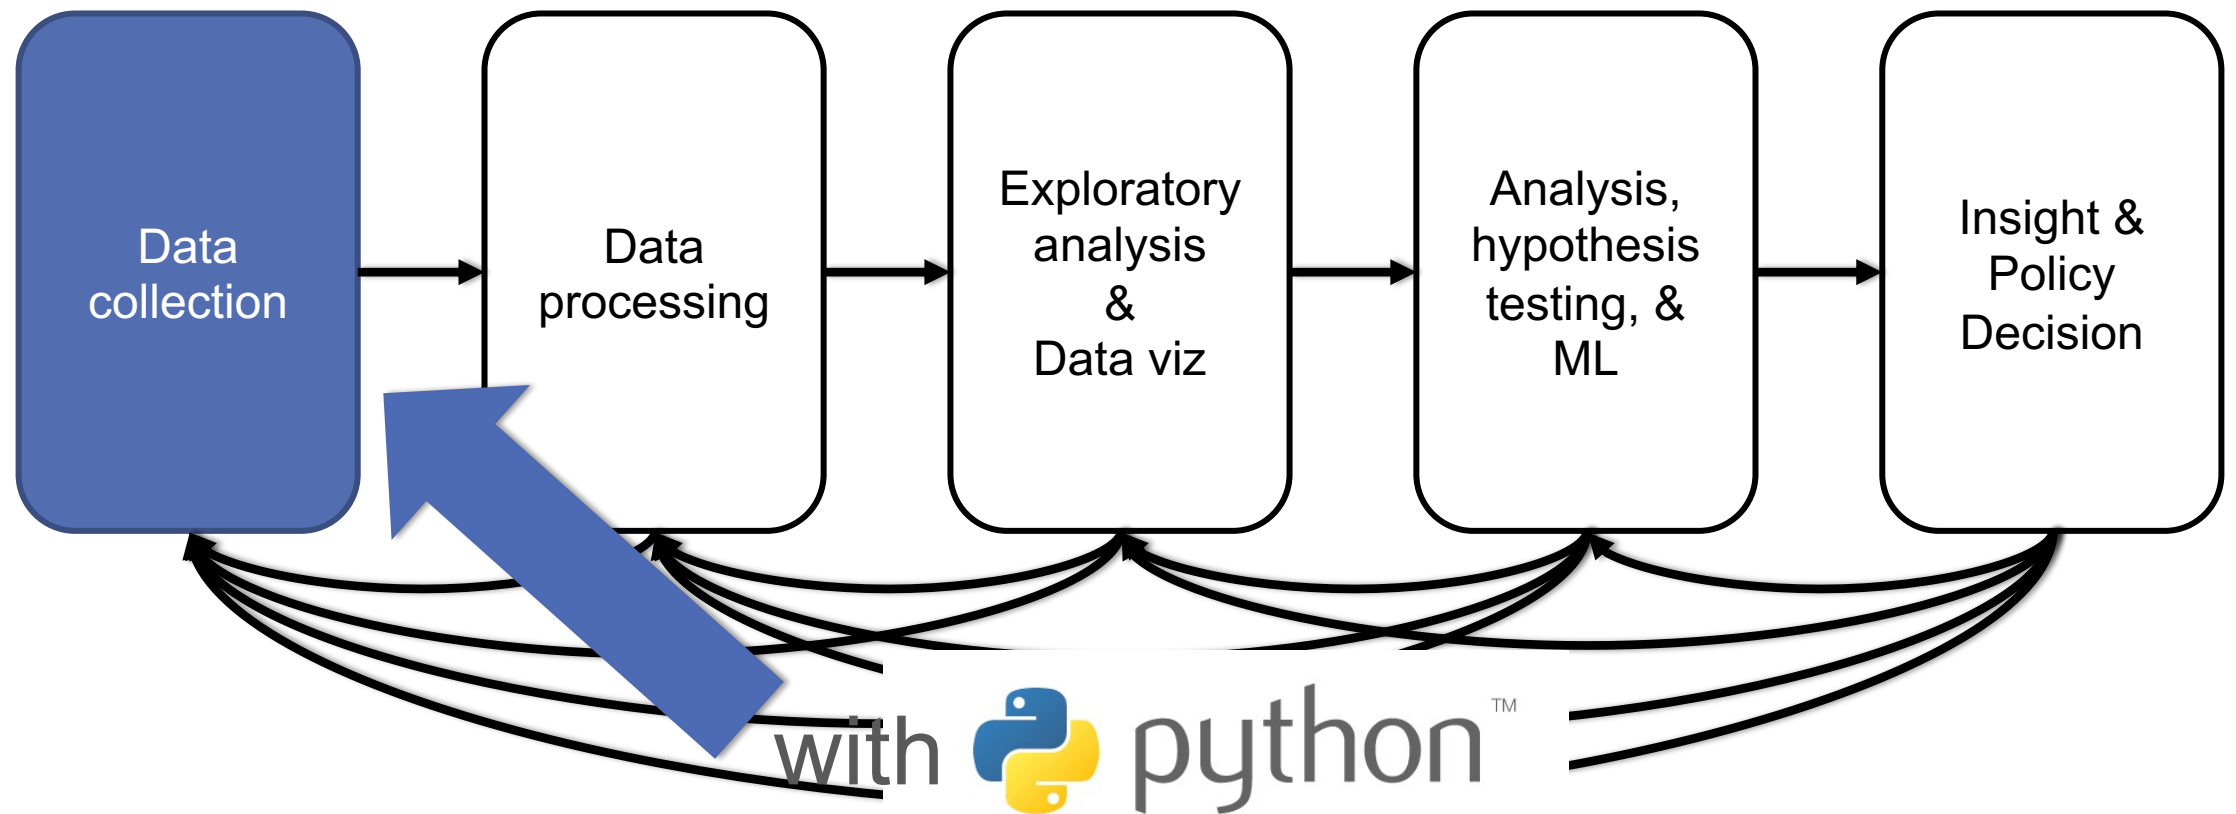 Data
collection
Data
processing
Exploratory
analysis
&
Data viz
Analysis,
hypothesis
testing, &
ML
Insight &
Policy
Decision
with python™